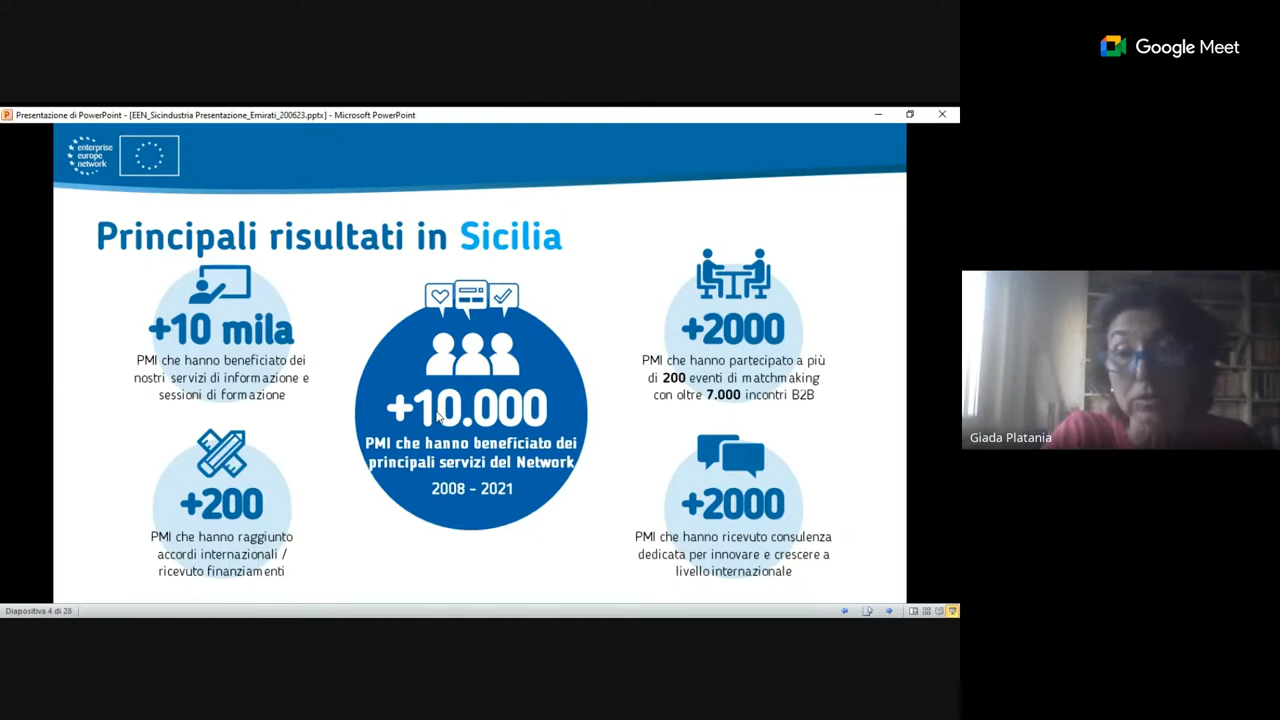 Google Meet
Presentazione di PowerPoint - [EEN_Sicindustria Presentazione_Emirati_200623.pptx] - Microsoft PowerPoint
enterprise
europe
network
Principali risultati in Sicilia
+10 mila
PMI che hanno beneficiato dei
nostri servizi di informazione e
sessioni di formazione
+200
PMI che hanno raggiunto
accordi internazionali /
ricevuto finanziamenti
+10.000
PMI che hanno beneficiato dei
principali servizi del Network
2008 - 2021
+2000
PMI che hanno partecipato a più
di 200 eventi di matchmaking
con oltre 7.000 incontri B2B
+2000
PMI che hanno ricevuto consulenza
dedicata per innovare e crescere a
livello internazionale
Giada Platania
Diapositiva 4 di 28